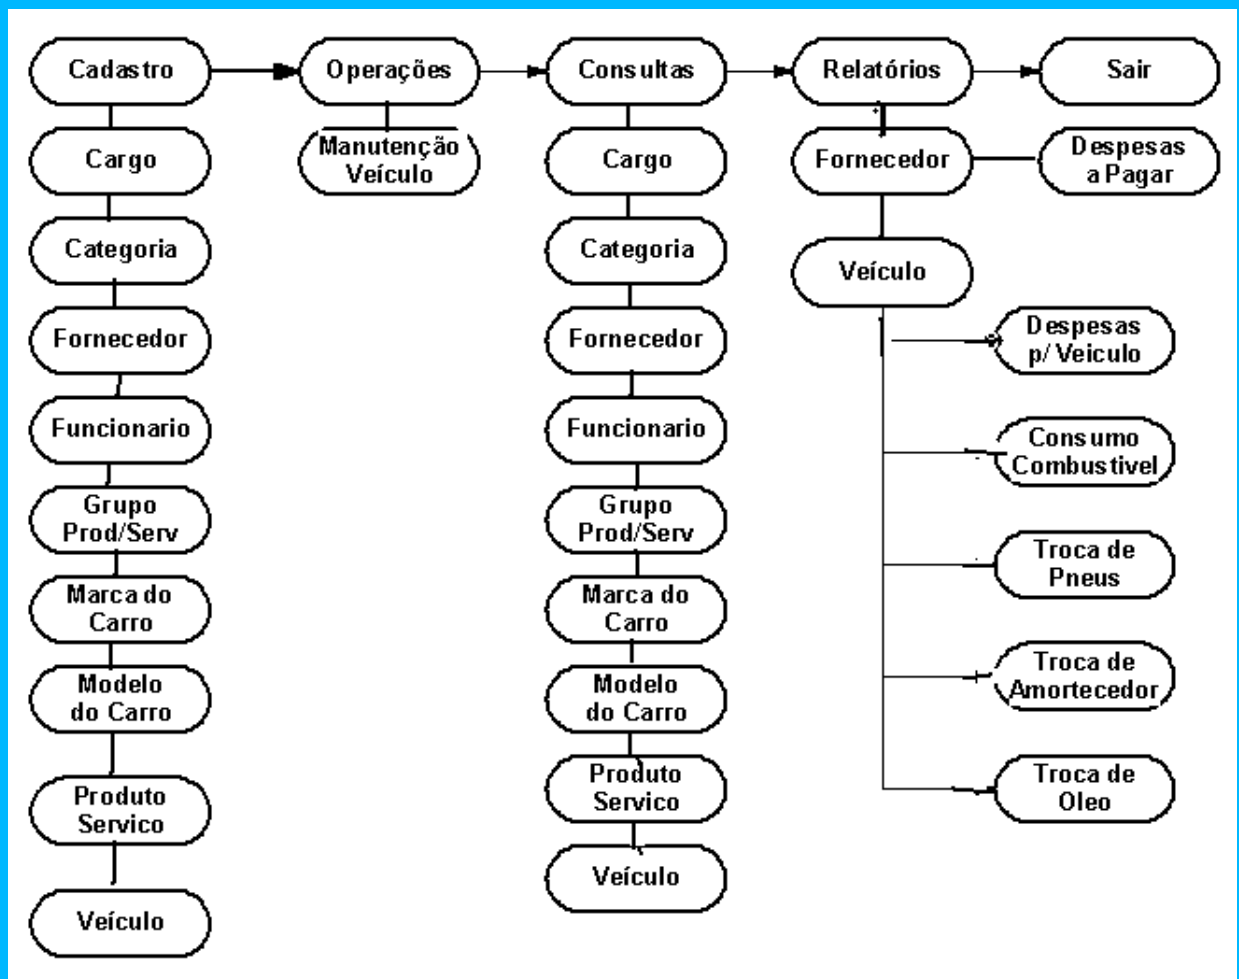 Cadastro
Operações
Consultas
Relatórios
Sair
Cargo
Categoria
Fornecedor
Funcionario
Grupo
Prod/Serv
Marca do
Carro
Modelo
do Carro
Produto
Servico
Veículo
Manutenção
Veículo
Cargo
Categoria
Fornecedor
Funcionario
Grupo
Prod/Serv
Marca do
Carro
Modelo
do Carro
Produto
Servico
Veículo
Fornecedor
Despesas
a Pagar
Veículo
Despesas
p/ Veiculo
Consumo
Combustivel
Troca de
Pneus
Troca de
Amortecedor
Troca de
Oleo